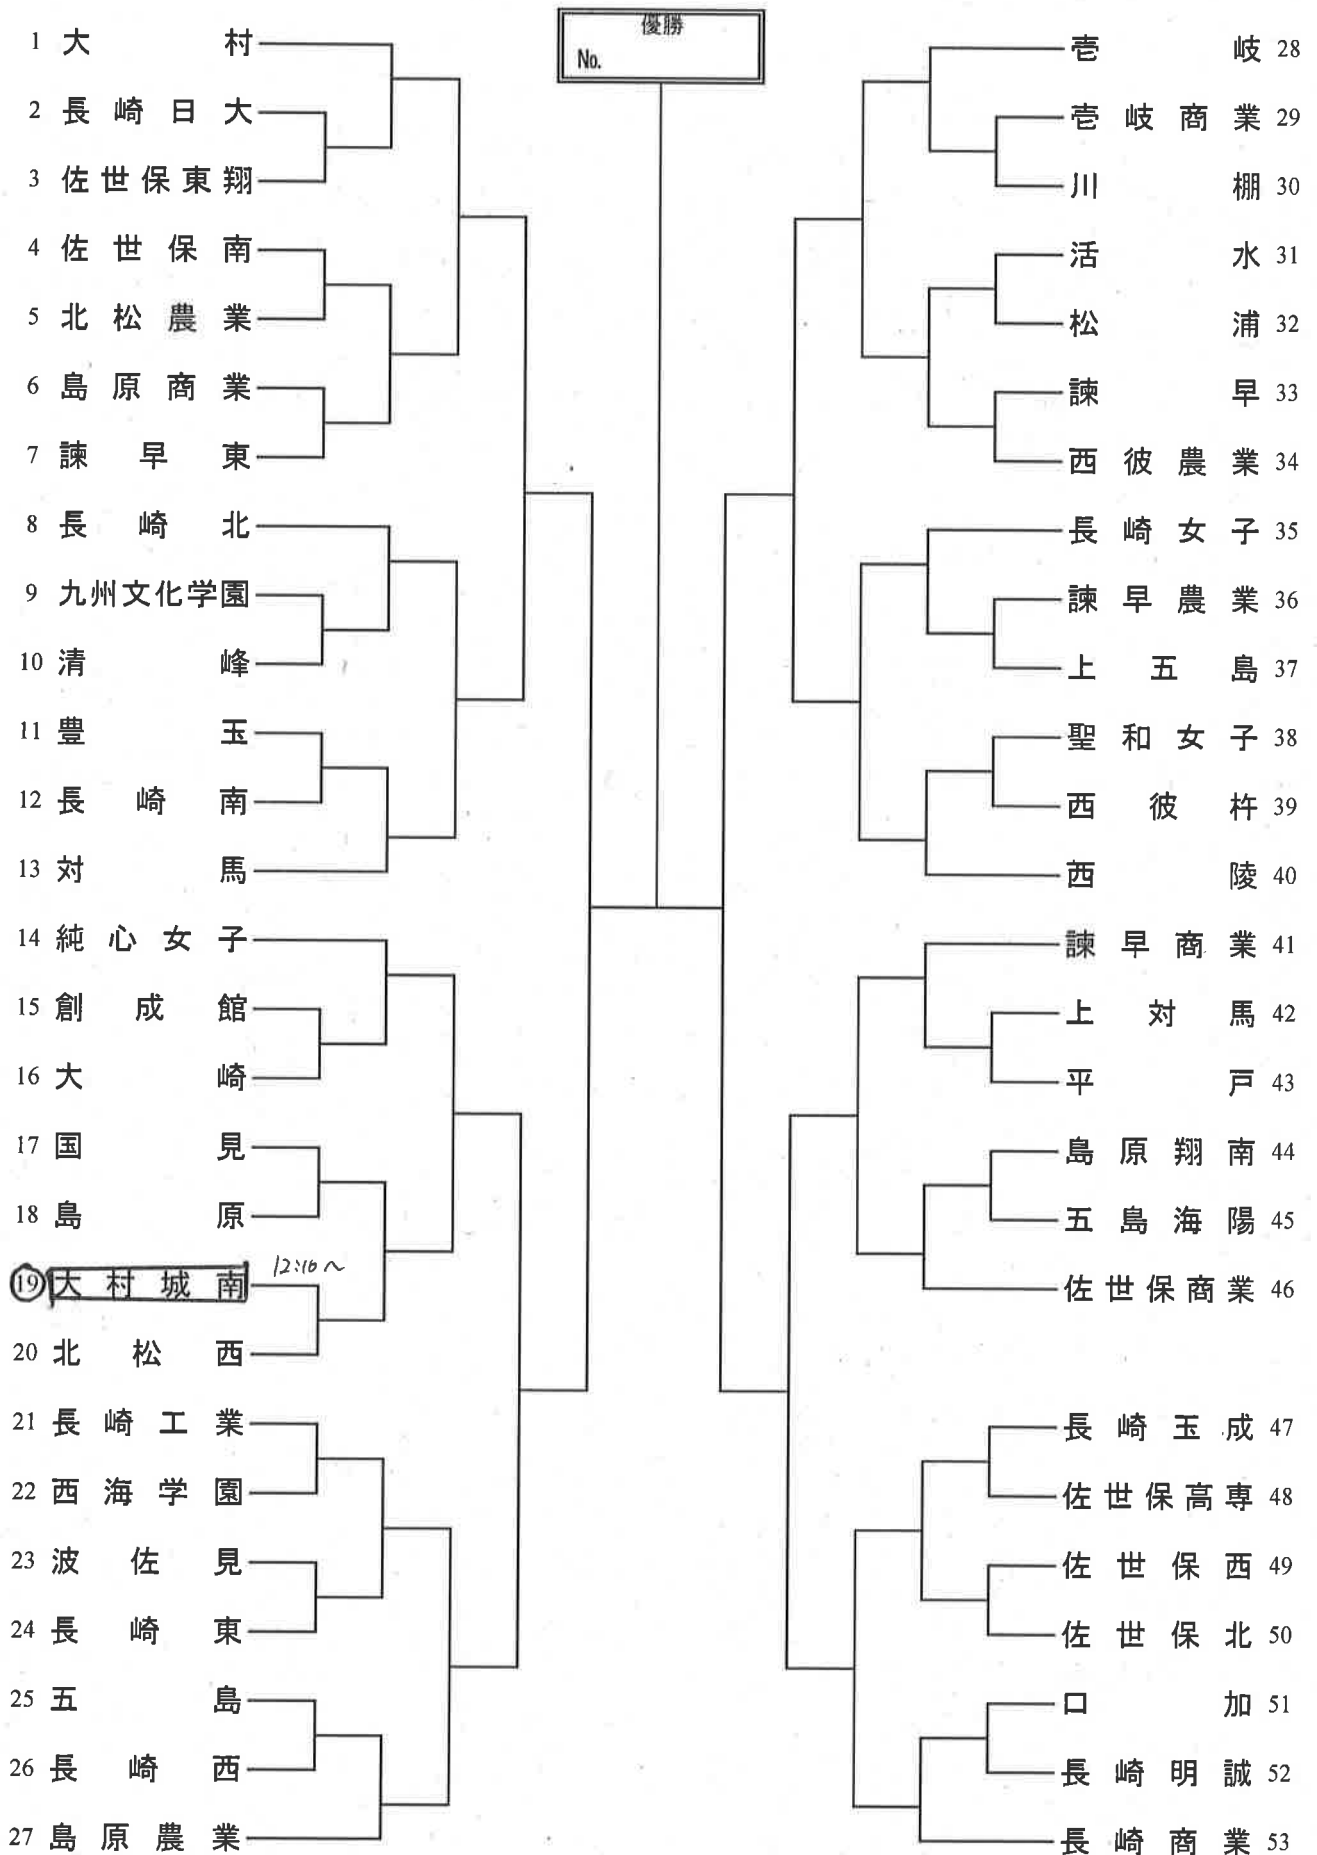 優勝
No.
1 大村
2 長崎日大
3 佐世保東翔
4 佐世保南
5 北松農業
6 島原商業
7 諫早東
8 長崎北
9 九州文化学園
10 清峰
11 豊玉
12 長崎南
13 対馬
14 純心女子
15 創成館
16 大崎
17 国見
18 島原
19 大村城南 12:10~
20 北松西
21 長崎工業
22 西海学園
23 波佐見
24 長崎東
25 五島
26 長崎西
27 島原農業
壱岐 28
壱岐商業 29
川棚 30
活水 31
松浦 32
諫早 33
西彼農業 34
長崎女子 35
諫早農業 36
上五島 37
聖和女子 38
西彼杵 39
西陵 40
諫早商業 41
上対馬 42
平戸 43
島原翔南 44
五島海陽 45
佐世保商業 46
長崎玉成 47
佐世保高専 48
佐世保西 49
佐世保北 50
口加 51
長崎明誠 52
長崎商業 53